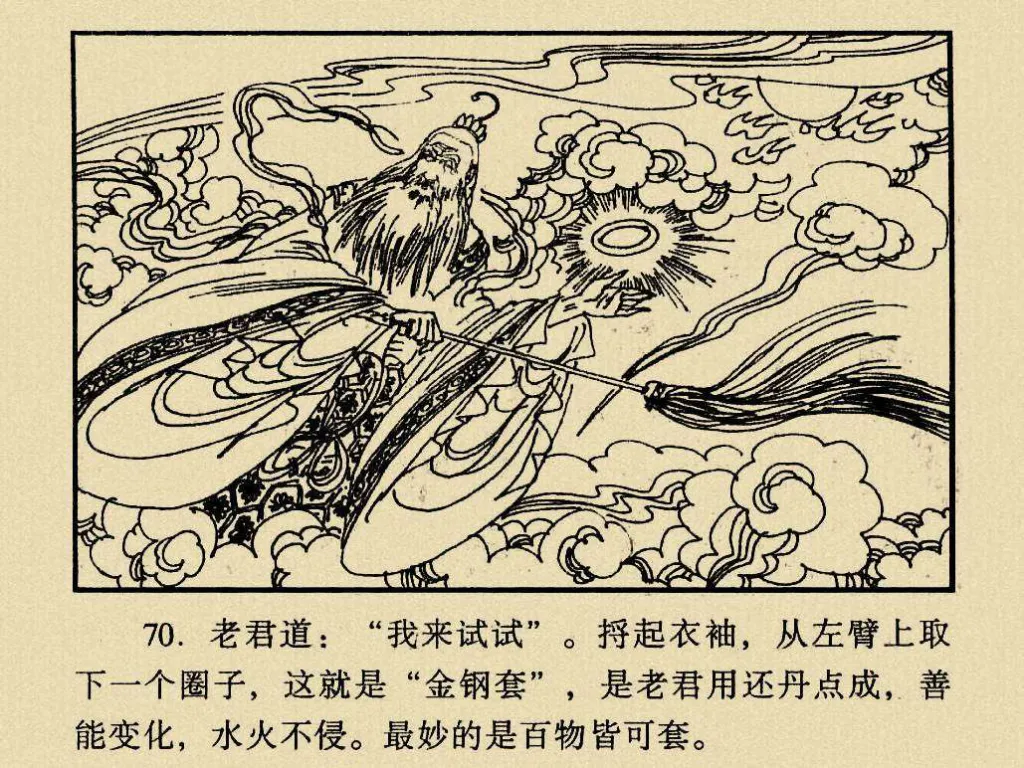 70. 老君道：“我来试试”。捋起衣袖，从左臂上取
下一个圈子，这就是“金钢套”，是老君用还丹点成，善
能变化，水火不侵。最妙的是百物皆可套。